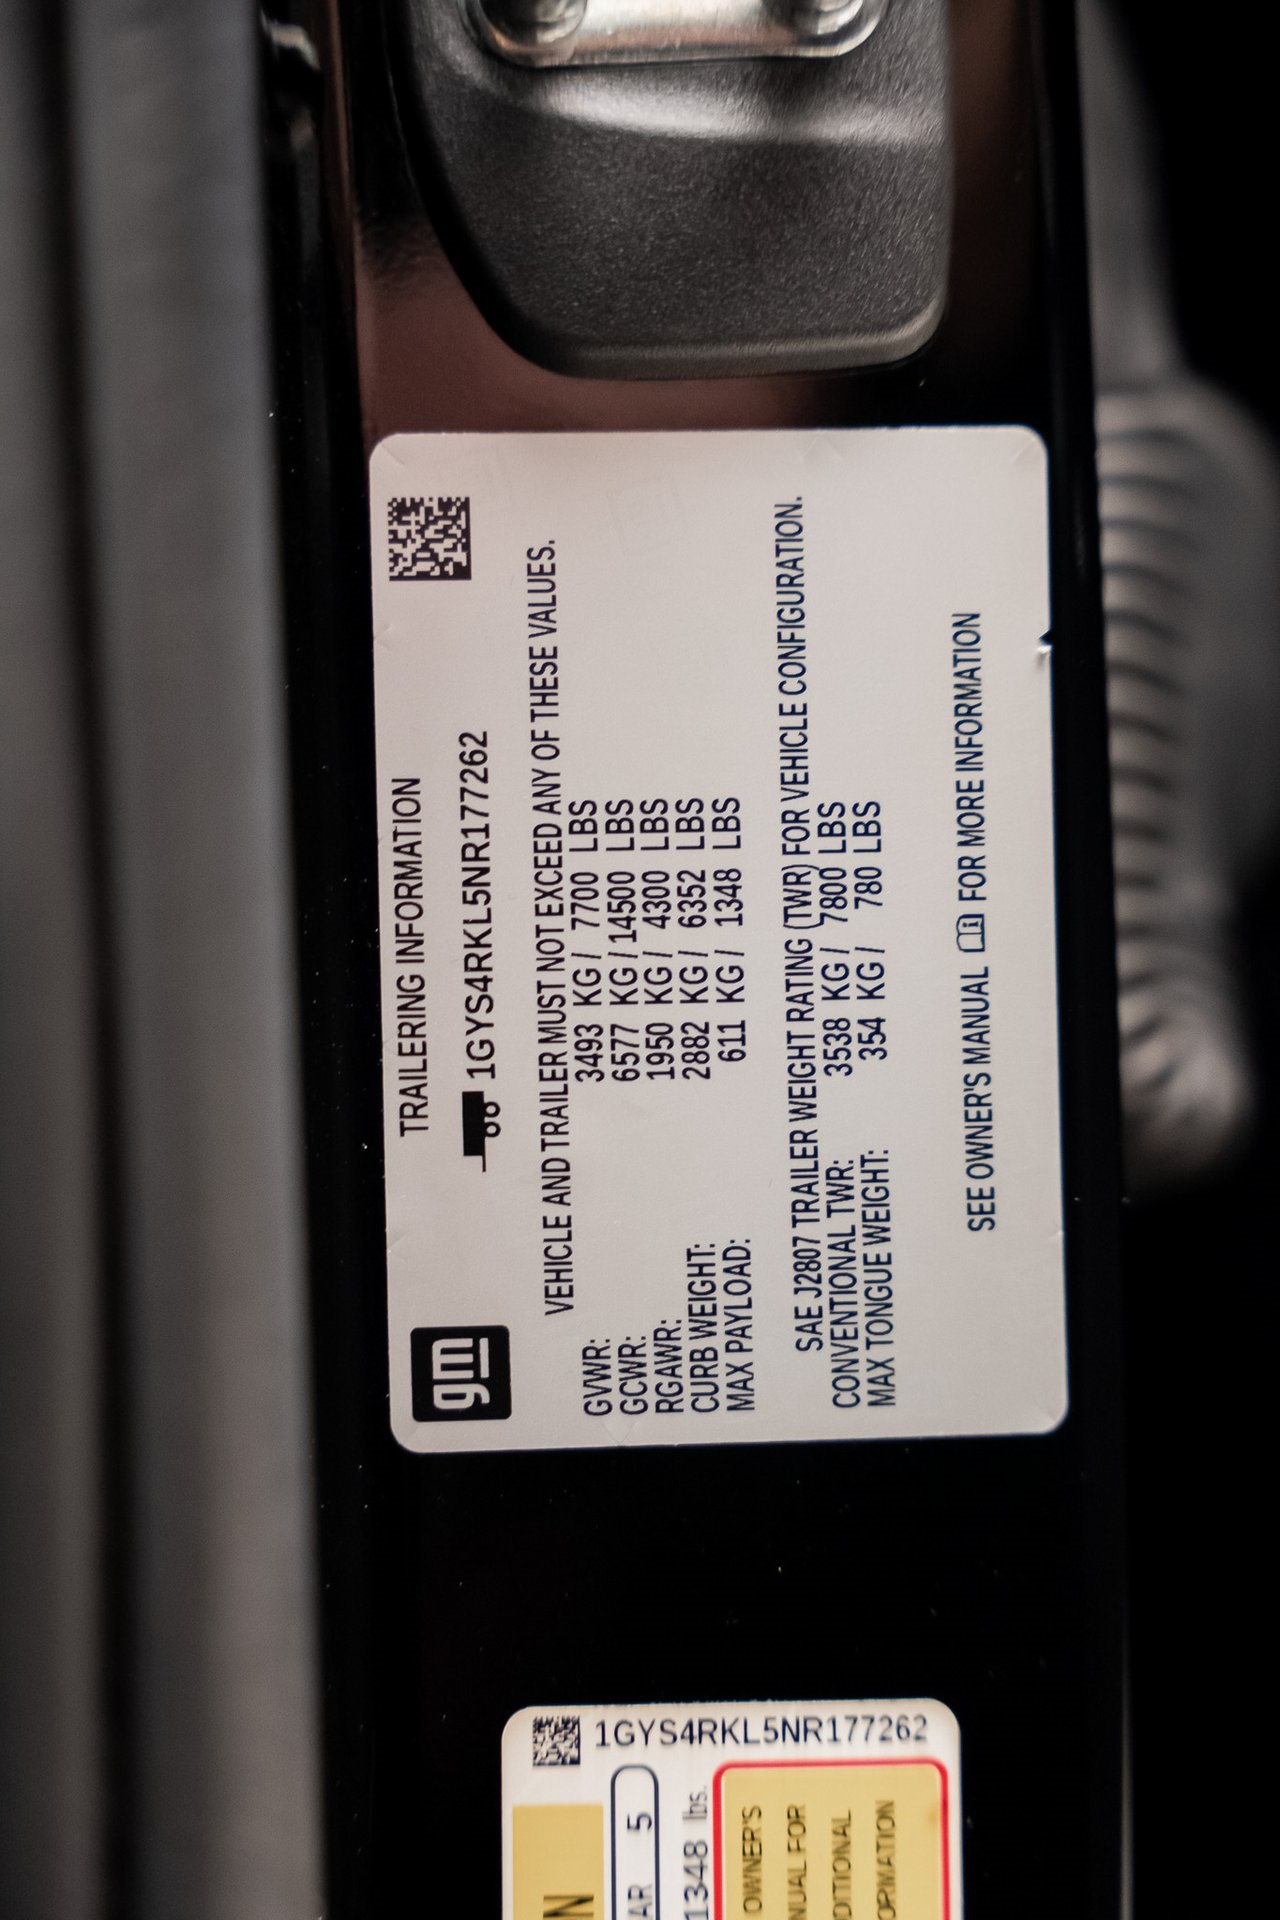 gm
TRAILERING INFORMATION
1GYS4RKL5NR177262
VEHICLE AND TRAILER MUST NOT EXCEED ANY OF THESE VALUES.
GVWR: 3493 KG / 7700 LBS
GCWR: 6577 KG / 14500 LBS
RGAWR: 1950 KG / 4300 LBS
CURB WEIGHT: 2882 KG / 6352 LBS
MAX PAYLOAD: 611 KG / 1348 LBS
SAE J2807 TRAILER WEIGHT RATING (TWR) FOR VEHICLE CONFIGURATION.
CONVENTIONAL TWR: 3538 KG / 7800 LBS
MAX TONGUE WEIGHT: 354 KG / 780 LBS
SEE OWNER'S MANUAL FOR MORE INFORMATION
1GYS4RKL5NR177262
N
AR 5
1348 lbs.
OWNER'S
NUAL FOR
DITIONAL
ORMATION